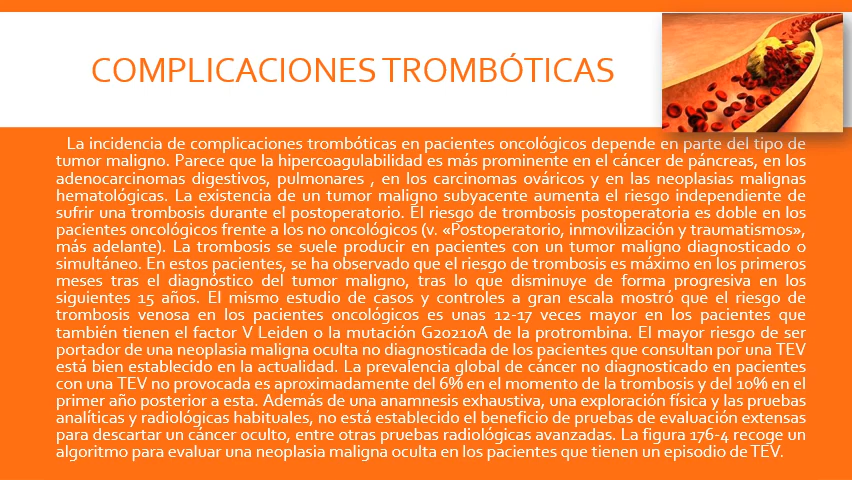 COMPLICACIONES TROMBÓTICAS
La incidencia de complicaciones trombóticas en pacientes oncológicos depende en parte del tipo de
tumor maligno. Parece que la hipercoagulabilidad es más prominente en el cáncer de páncreas, en los
adenocarcinomas digestivos, pulmonares , en los carcinomas ováricos y en las neoplasias malignas
hematológicas. La existencia de un tumor maligno subyacente aumenta el riesgo independiente de
sufrir una trombosis durante el postoperatorio. El riesgo de trombosis postoperatoria es doble en los
pacientes oncológicos frente a los no oncológicos (v. «Postoperatorio, inmovilización y traumatismos»,
más adelante). La trombosis se suele producir en pacientes con un tumor maligno diagnosticado o
simultáneo. En estos pacientes, se ha observado que el riesgo de trombosis es máximo en los primeros
meses tras el diagnóstico del tumor maligno, tras lo que disminuye de forma progresiva en los
siguientes 15 años. El mismo estudio de casos y controles a gran escala mostró que el riesgo de
trombosis venosa en los pacientes oncológicos es unas 12-17 veces mayor en los pacientes que
también tienen el factor V Leiden o la mutación G20210A de la protrombina. El mayor riesgo de ser
portador de una neoplasia maligna oculta no diagnosticada de los pacientes que consultan por una TEV
está bien establecido en la actualidad. La prevalencia global de cáncer no diagnosticado en pacientes
con una TEV no provocada es aproximadamente del 6% en el momento de la trombosis y del 10% en el
primer año posterior a esta. Además de una anamnesis exhaustiva, una exploración física y las pruebas
analíticas y radiológicas habituales, no está establecido el beneficio de pruebas de evaluación extensas
para descartar un cáncer oculto, entre otras pruebas radiológicas avanzadas. La figura 176-4 recoge un
algoritmo para evaluar una neoplasia maligna oculta en los pacientes que tienen un episodio de TEV.